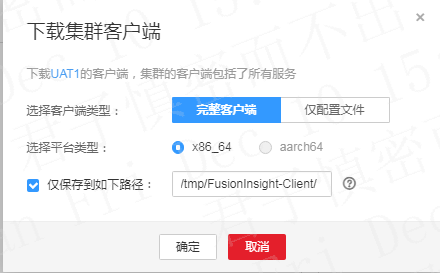 下载集群客户端
×
下载UAT1的客户端，集群的客户端包括了所有服务
选择客户端类型： 完整客户端 仅配置文件
选择平台类型： x86_64 aarch64
仅保存到如下路径： /tmp/FusionInsight-Client/ ?
确定 取消